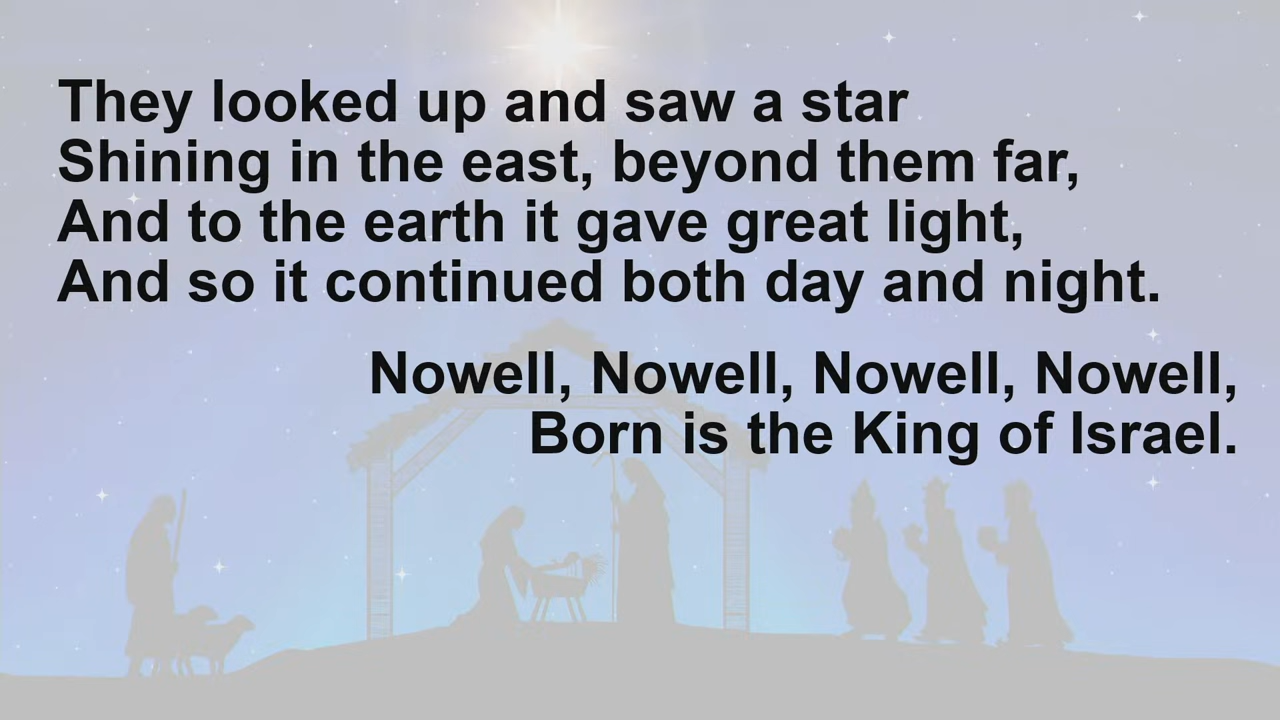 They looked up and saw a star
Shining in the east, beyond them far,
And to the earth it gave great light,
And so it continued both day and night.
Nowell, Nowell, Nowell, Nowell,
Born is the King of Israel.